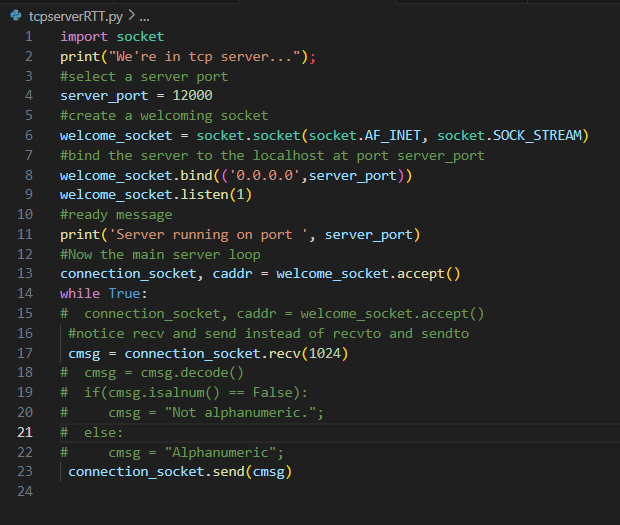 tcpserverRTT.py > ...
1 import socket
2 print("We're in tcp server...");
3 #select a server port
4 server_port = 12000
5 #create a welcoming socket
6 welcome_socket = socket.socket(socket.AF_INET, socket.SOCK_STREAM)
7 #bind the server to the localhost at port server_port
8 welcome_socket.bind(('0.0.0.0',server_port))
9 welcome_socket.listen(1)
10 #ready message
11 print('Server running on port ', server_port)
12 #Now the main server loop
13 connection_socket, caddr = welcome_socket.accept()
14 while True:
15 #  connection_socket, caddr = welcome_socket.accept()
16  #notice recv and send instead of recvto and sendto
17  cmsg = connection_socket.recv(1024)
18 #  cmsg = cmsg.decode()
19 #  if(cmsg.isalnum() == False):
20 #     cmsg = "Not alphanumeric.";
21 #  else:
22 #     cmsg = "Alphanumeric";
23  connection_socket.send(cmsg)
24